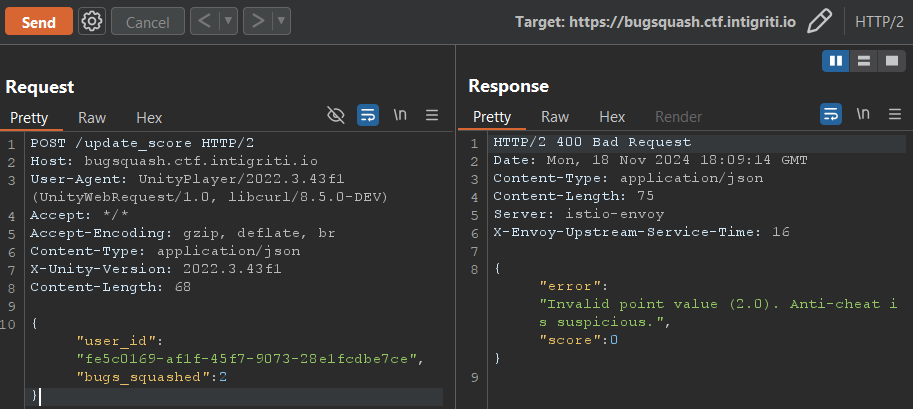 Send Cancel < > Target: https://bugsquash.ctf.intigriti.io HTTP/2
Request
Pretty Raw Hex \n
1 POST /update_score HTTP/2
2 Host: bugsquash.ctf.intigriti.io
3 User-Agent: UnityPlayer/2022.3.43f1
(UnityWebRequest/1.0, libcurl/8.5.0-DEV)
4 Accept: */*
5 Accept-Encoding: gzip, deflate, br
6 Content-Type: application/json
7 X-Unity-Version: 2022.3.43f1
8 Content-Length: 68
9
10 {
"user_id":
"fe5c0169-af1f-45f7-9073-28e1fcdbe7ce",
"bugs_squashed":2
}
Response
Pretty Raw Hex Render \n
1 HTTP/2 400 Bad Request
2 Date: Mon, 18 Nov 2024 18:09:14 GMT
3 Content-Type: application/json
4 Content-Length: 75
5 Server: istio-envoy
6 X-Envoy-Upstream-Service-Time: 16
7
8 {
"error":
"Invalid point value (2.0). Anti-cheat i
s suspicious.",
"score":0
}
9